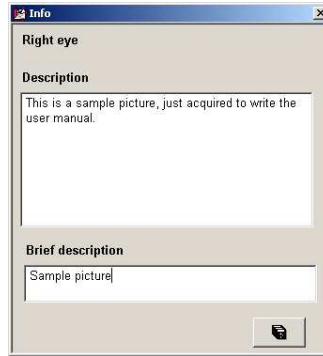 Info
Right eye
Description
This is a sample picture, just acquired to write the
user manual.
Brief description
Sample picture